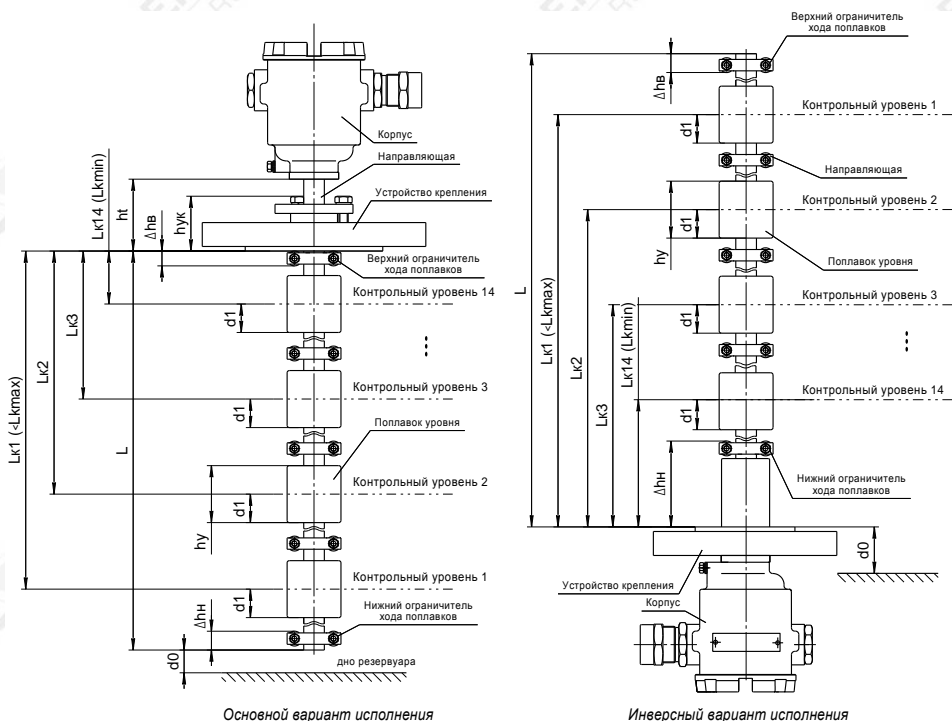 Корпус
Направляющая
Устройство крепления
Верхний ограничитель
хода поплавков
Контрольный уровень 14
Контрольный уровень 3
Поплавок уровня
Контрольный уровень 2
Контрольный уровень 1
Нижний ограничитель
хода поплавков
дно резервуара
Lк14 (Lkmin)
ht
Δhв
hук
Lк1 (<Lkmax)
Lк2
Lк3
L
d1
d1
hу
d1
d1
Δhн
d0
Основной вариант исполнения
Верхний ограничитель
хода поплавков
Контрольный уровень 1
Направляющая
Контрольный уровень 2
Поплавок уровня
Контрольный уровень 3
Контрольный уровень 14
Нижний ограничитель
хода поплавков
Устройство крепления
Корпус
L
Lк1 (<Lkmax)
Lк2
Lк3
Lк14 (Lkmin)
Δhв
d1
hу
d1
d1
d1
Δhн
d0
Инверсный вариант исполнения